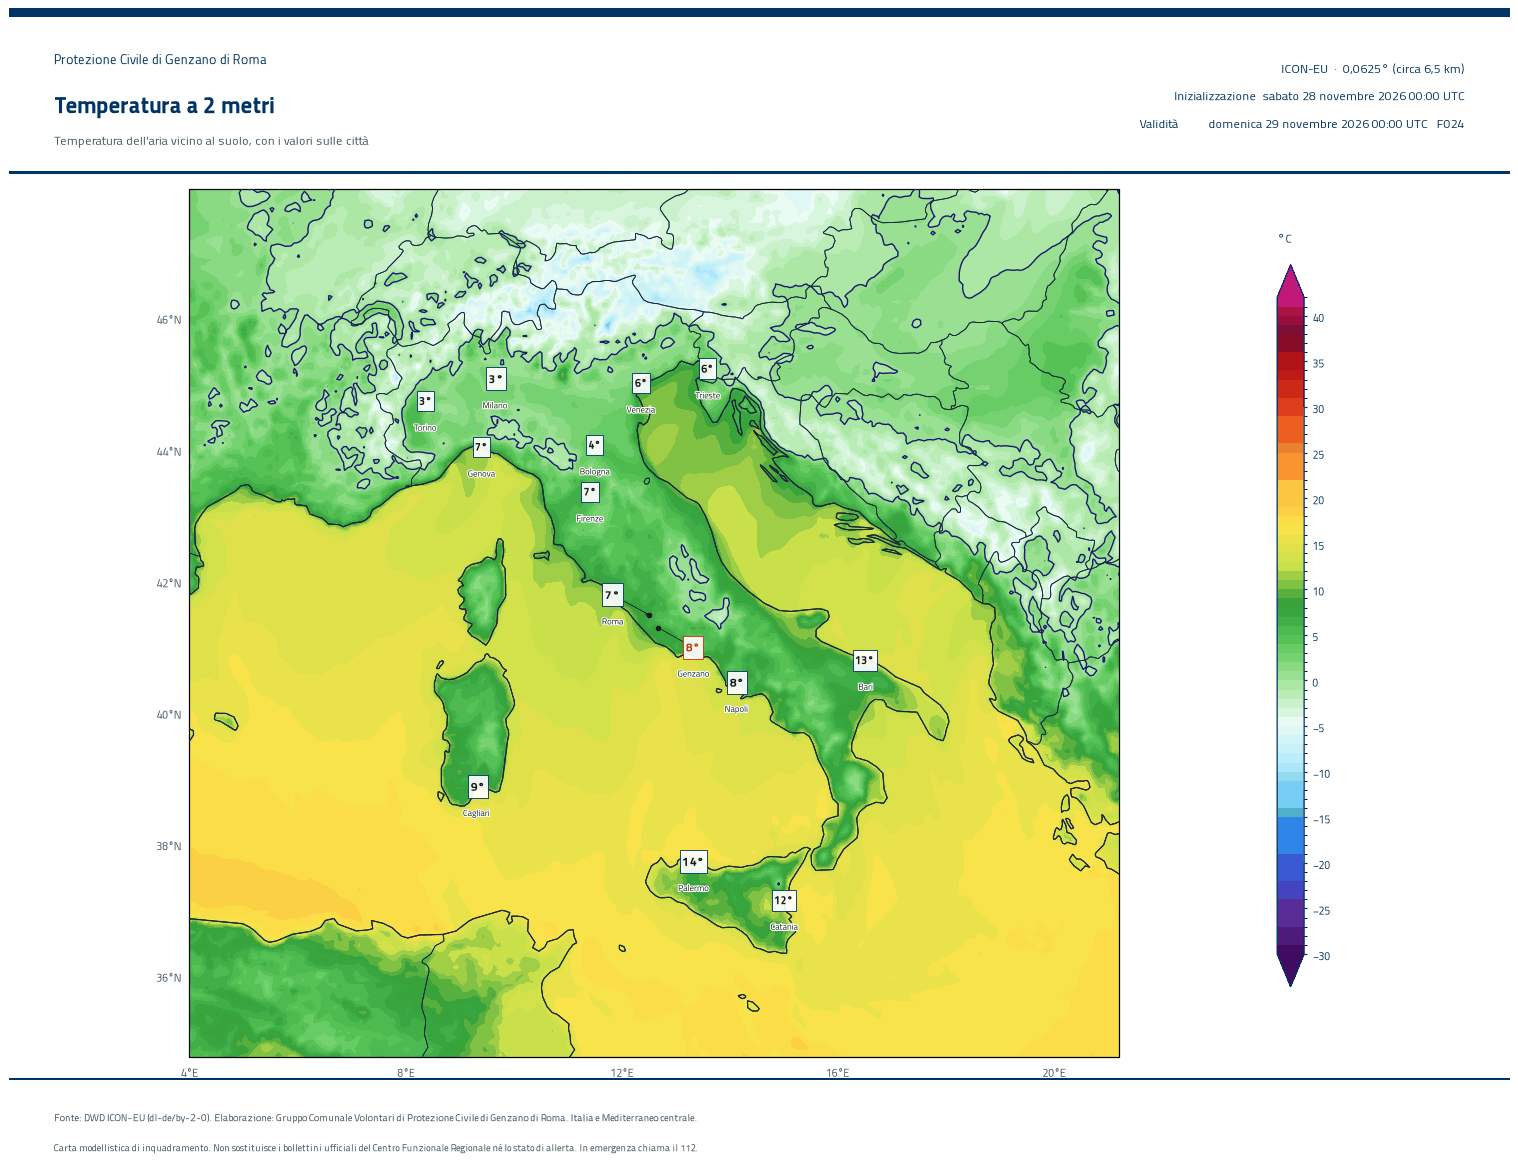 Protezione Civile di Genzano di Roma
Temperatura a 2 metri
Temperatura dell'aria vicino al suolo, con i valori sulle città
ICON-EU · 0,0625° (circa 6,5 km)
Inizializzazione sabato 28 novembre 2026 00:00 UTC
Validità domenica 29 novembre 2026 00:00 UTC F024
°C
40
35
30
25
20
15
10
5
0
−5
−10
−15
−20
−25
−30
46°N
44°N
42°N
40°N
38°N
36°N
4°E
8°E
12°E
16°E
20°E
6°
Trieste
3°
Milano
6°
Venezia
3°
Torino
7°
Genova
4°
Bologna
7°
Firenze
7°
Roma
8°
Genzano
13°
Bari
8°
Napoli
9°
Cagliari
14°
Palermo
12°
Catania
Fonte: DWD ICON-EU (dl-de/by-2-0). Elaborazione: Gruppo Comunale Volontari di Protezione Civile di Genzano di Roma. Italia e Mediterraneo centrale.
Carta modellistica di inquadramento. Non sostituisce i bollettini ufficiali del Centro Funzionale Regionale né lo stato di allerta. In emergenza chiama il 112.